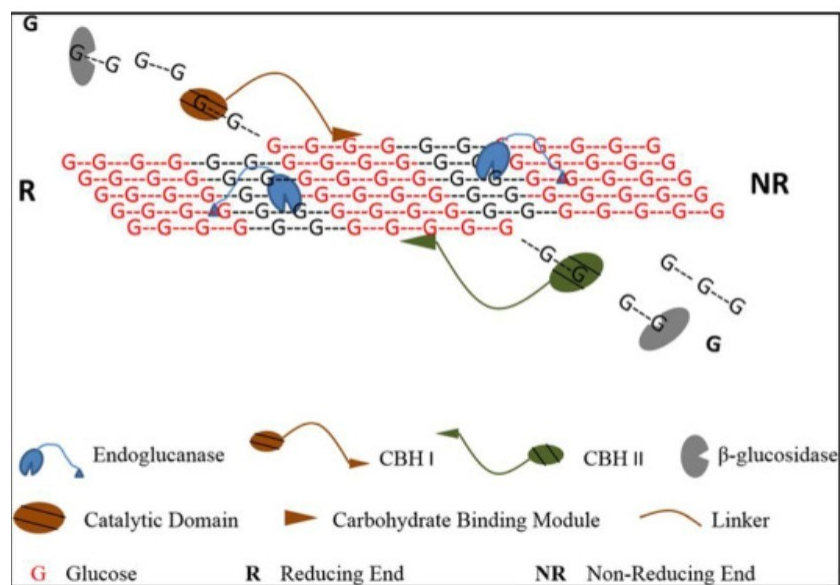 G
G---G G---G
G---G---
G---G---G---G---G---G---G---G---G---G---G
G---G---G---G---G---G---G---G---G---G---G---G---G---G---G---G---G
R G---G---G---G---G---G---G---G---G---G---G---G---G---G---G---G---G NR
G---G---G---G---G---G---G---G---G---G---G---G---G---G---G---G
G---G---G---G---G---G---G---G---G---G---G---G---G---G---G---G---G
G---G---G---G---G---G---G---G---G---G---G
---G---G G---G---G
G---G G
Endoglucanase CBH I CBH II β-glucosidase
Catalytic Domain Carbohydrate Binding Module Linker
G Glucose R Reducing End NR Non-Reducing End